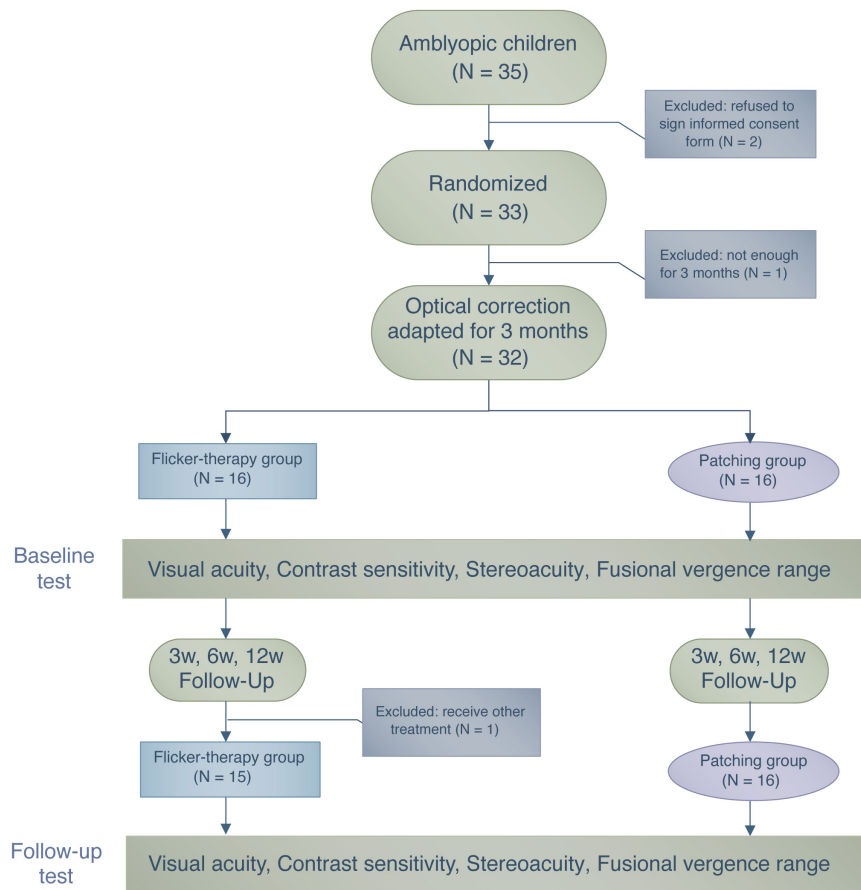 Amblyopic children
(N = 35)
Excluded: refused to
sign informed consent
form (N = 2)
Randomized
(N = 33)
Excluded: not enough
for 3 months (N = 1)
Optical correction
adapted for 3 months
(N = 32)
Flicker-therapy group
(N = 16)
Patching group
(N = 16)
Baseline
test
Visual acuity, Contrast sensitivity, Stereoacuity, Fusional vergence range
3w, 6w, 12w
Follow-Up
3w, 6w, 12w
Follow-Up
Excluded: receive other
treatment (N = 1)
Flicker-therapy group
(N = 15)
Patching group
(N = 16)
Follow-up
test
Visual acuity, Contrast sensitivity, Stereoacuity, Fusional vergence range